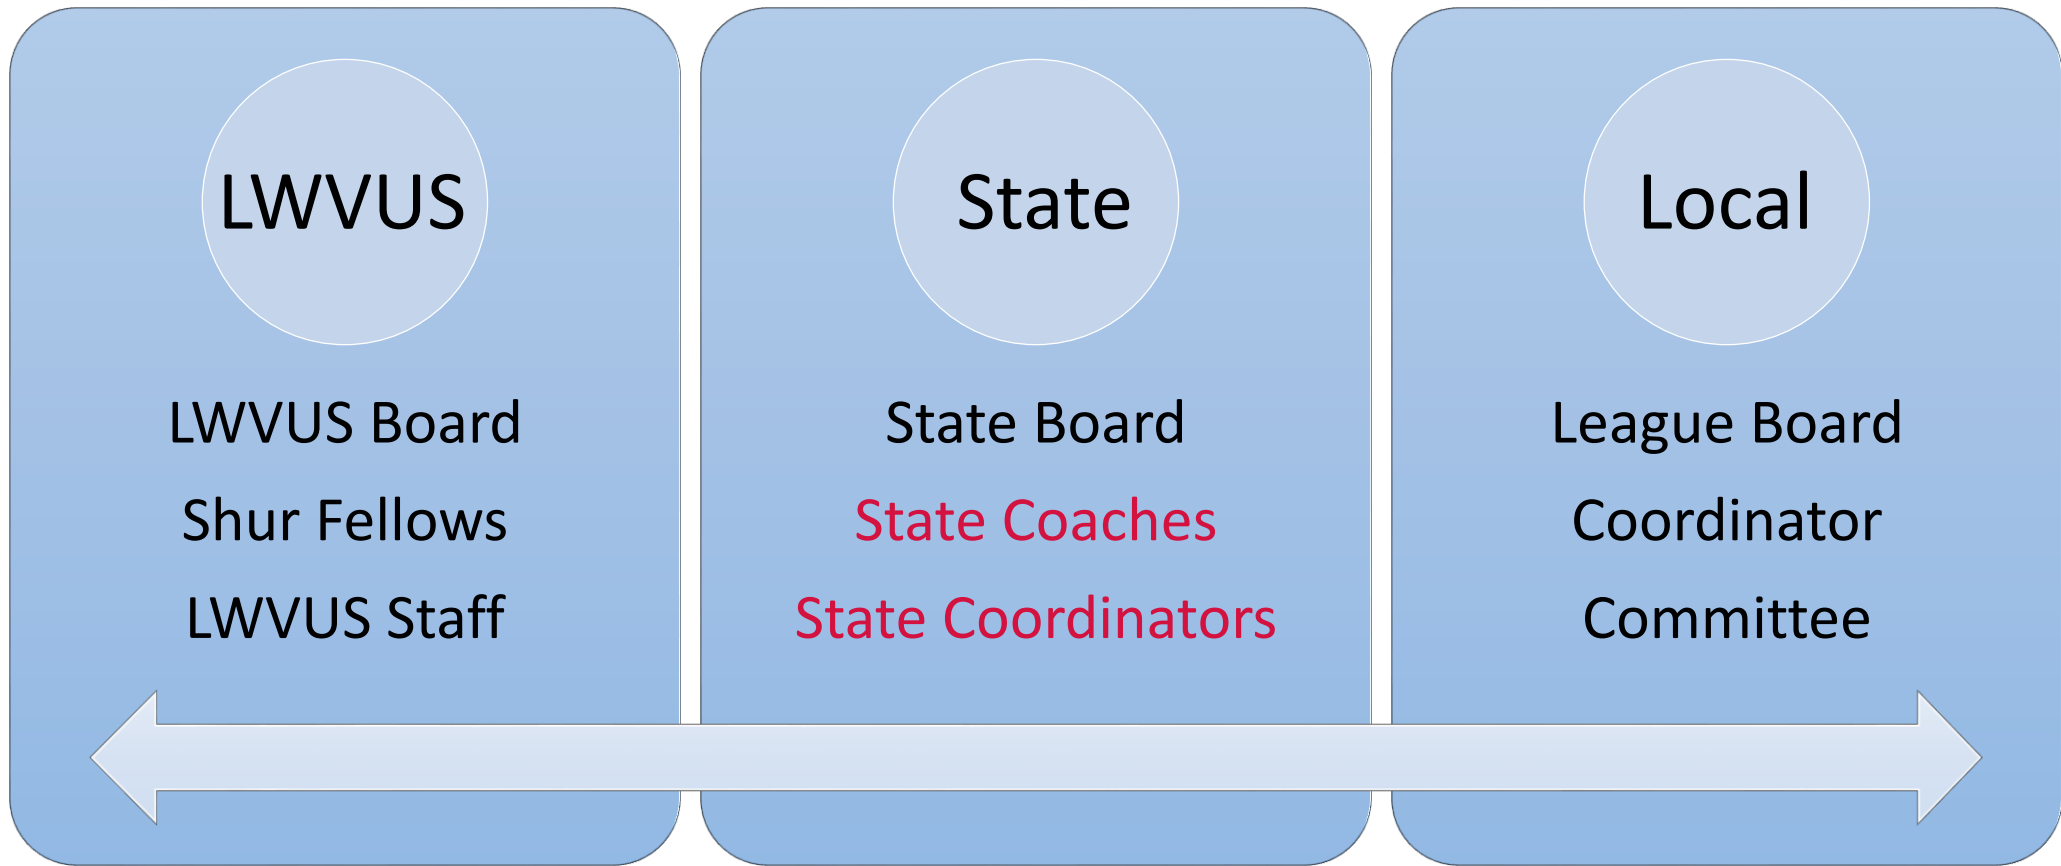 LWVUS
LWVUS Board
Shur Fellows
LWVUS Staff
State
State Board
State Coaches
State Coordinators
Local
League Board
Coordinator
Committee